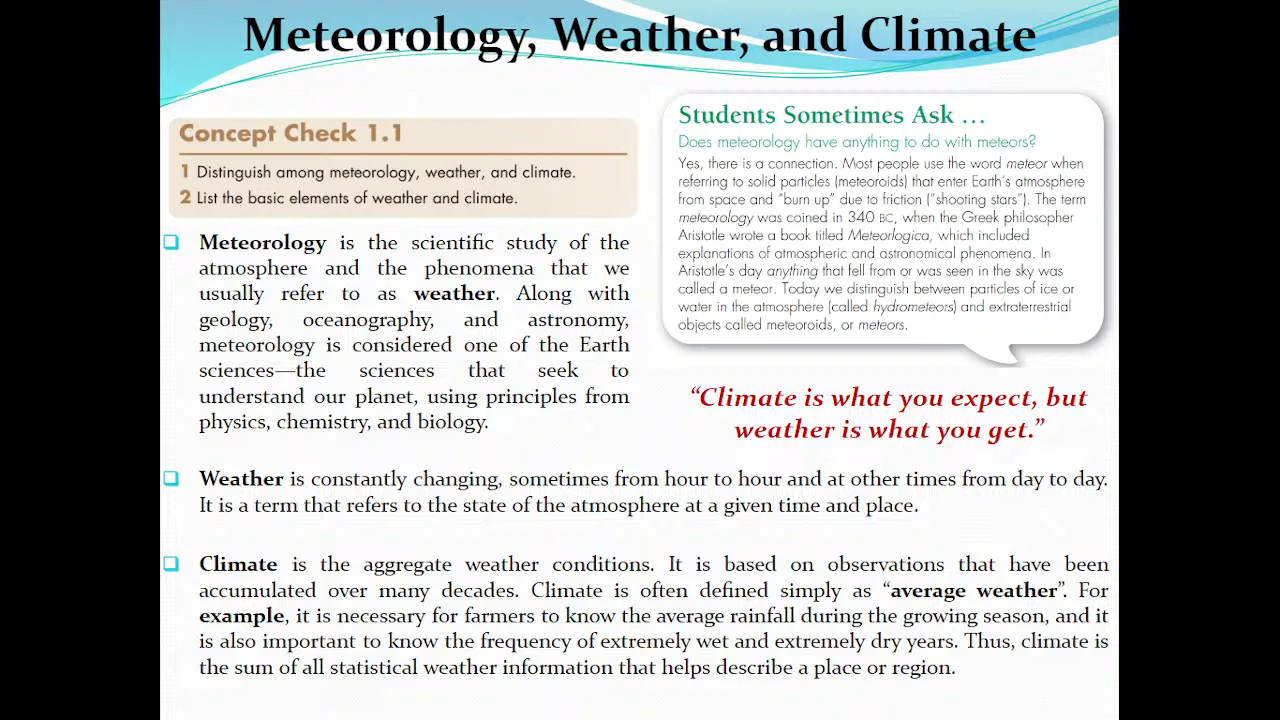 Meteorology, Weather, and Climate
Concept Check 1.1
1 Distinguish among meteorology, weather, and climate.
2 List the basic elements of weather and climate.
Meteorology is the scientific study of the
atmosphere and the phenomena that we
usually refer to as weather. Along with
geology, oceanography, and astronomy,
meteorology is considered one of the Earth
sciences—the sciences that seek to
understand our planet, using principles from
physics, chemistry, and biology.
Students Sometimes Ask ...
Does meteorology have anything to do with meteors?
Yes, there is a connection. Most people use the word meteor when
referring to solid particles (meteoroids) that enter Earth's atmosphere
from space and "burn up" due to friction ("shooting stars"). The term
meteorology was coined in 340 BC, when the Greek philosopher
Aristotle wrote a book titled Meteorlogica, which included
explanations of atmospheric and astronomical phenomena. In
Aristotle's day anything that fell from or was seen in the sky was
called a meteor. Today we distinguish between particles of ice or
water in the atmosphere (called hydrometeors) and extraterrestrial
objects called meteoroids, or meteors.
“Climate is what you expect, but
weather is what you get.”
Weather is constantly changing, sometimes from hour to hour and at other times from day to day.
It is a term that refers to the state of the atmosphere at a given time and place.
Climate is the aggregate weather conditions. It is based on observations that have been
accumulated over many decades. Climate is often defined simply as “average weather”. For
example, it is necessary for farmers to know the average rainfall during the growing season, and it
is also important to know the frequency of extremely wet and extremely dry years. Thus, climate is
the sum of all statistical weather information that helps describe a place or region.